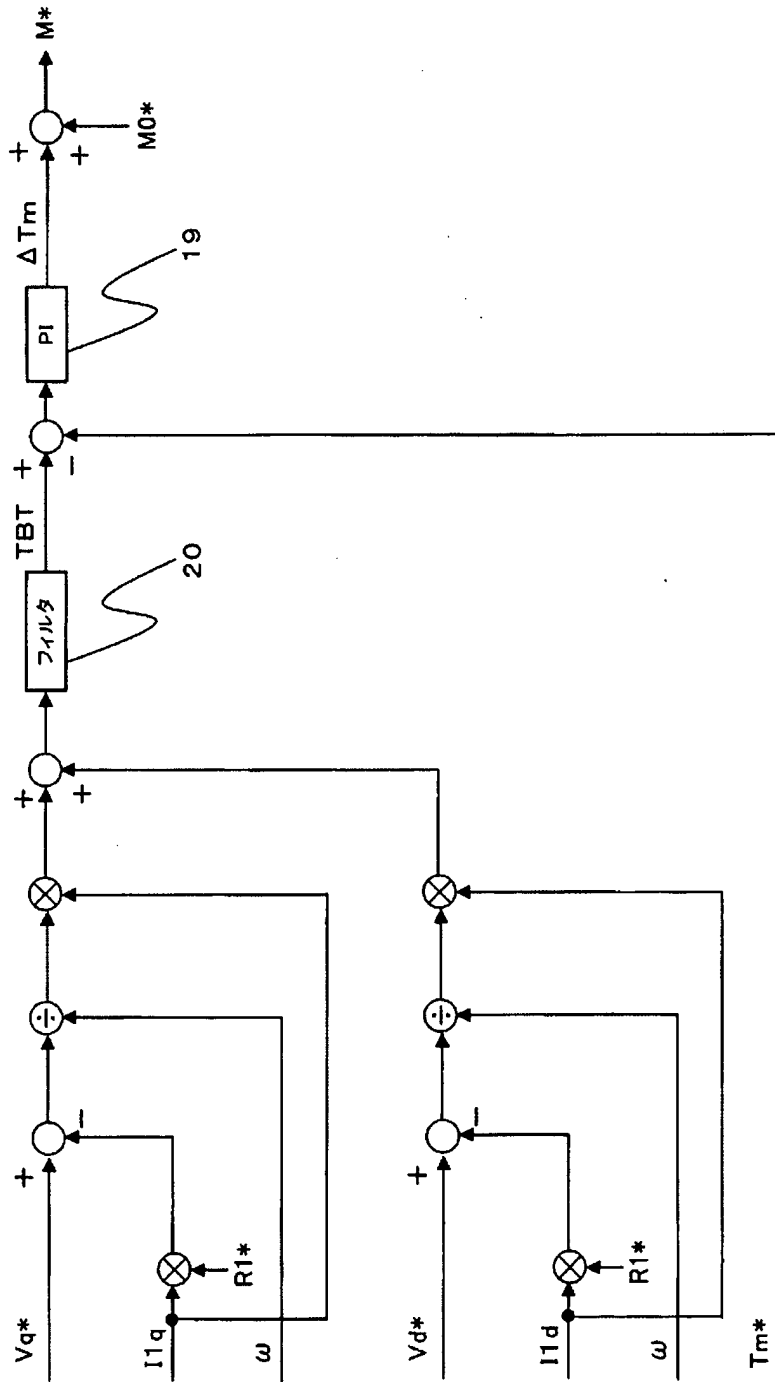 Vq*
+
−
I1q
R1*
ω
÷
+
+
フィルタ
20
TBT
+
−
PI
19
ΔTm
+
+
M0*
M*
Vd*
+
−
I1d
R1*
ω
÷
Tm*